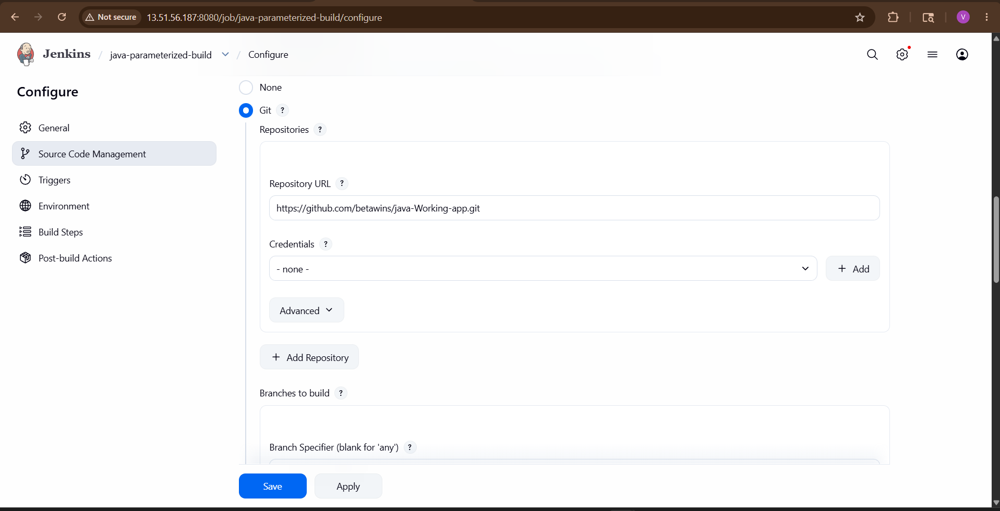 Not secure
13.51.56.187:8080/job/java-parameterized-build/configure
V
Jenkins / java-parameterized-build / Configure
Configure
General
Source Code Management
Triggers
Environment
Build Steps
Post-build Actions
None
Git ?
Repositories ?
Repository URL ?
https://github.com/betawins/java-Working-app.git
Credentials ?
- none -
+ Add
Advanced
+ Add Repository
Branches to build ?
Branch Specifier (blank for 'any') ?
Save
Apply